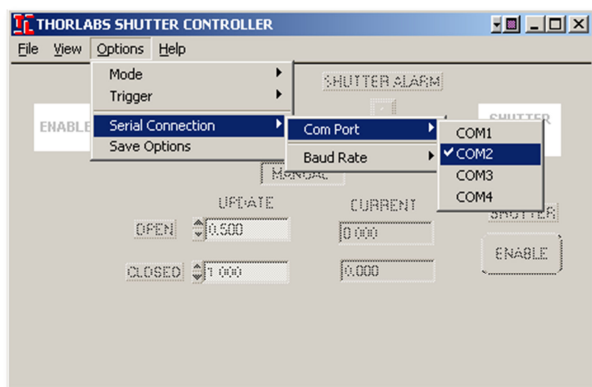 THORLABS SHUTTER CONTROLLER
File View Options Help
Mode
Trigger
Serial Connection
Save Options
Com Port
Baud Rate
COM1
COM2
COM3
COM4
SHUTTER ALARM
ENABLE
SHUTTER
MANUAL
UPDATE CURRENT
SHUTTER
OPEN 0.500 0.000
ENABLE
CLOSED 1.000 0.000